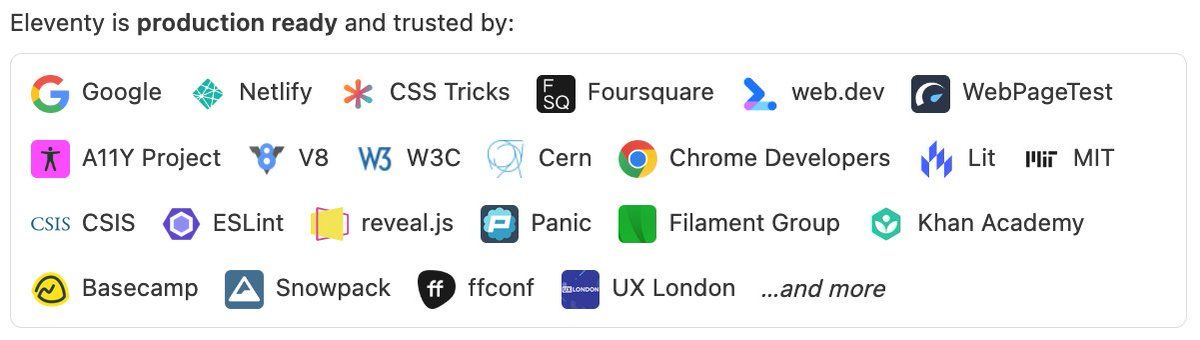 Eleventy is production ready and trusted by:
Google Netlify CSS Tricks F SQ Foursquare web.dev WebPageTest
A11Y Project V8 W3 W3C Cern Chrome Developers Lit MIT MIT
CSIS CSIS ESLint reveal.js Panic Filament Group Khan Academy
Basecamp Snowpack ff ffconf UX LONDON UX London ...and more